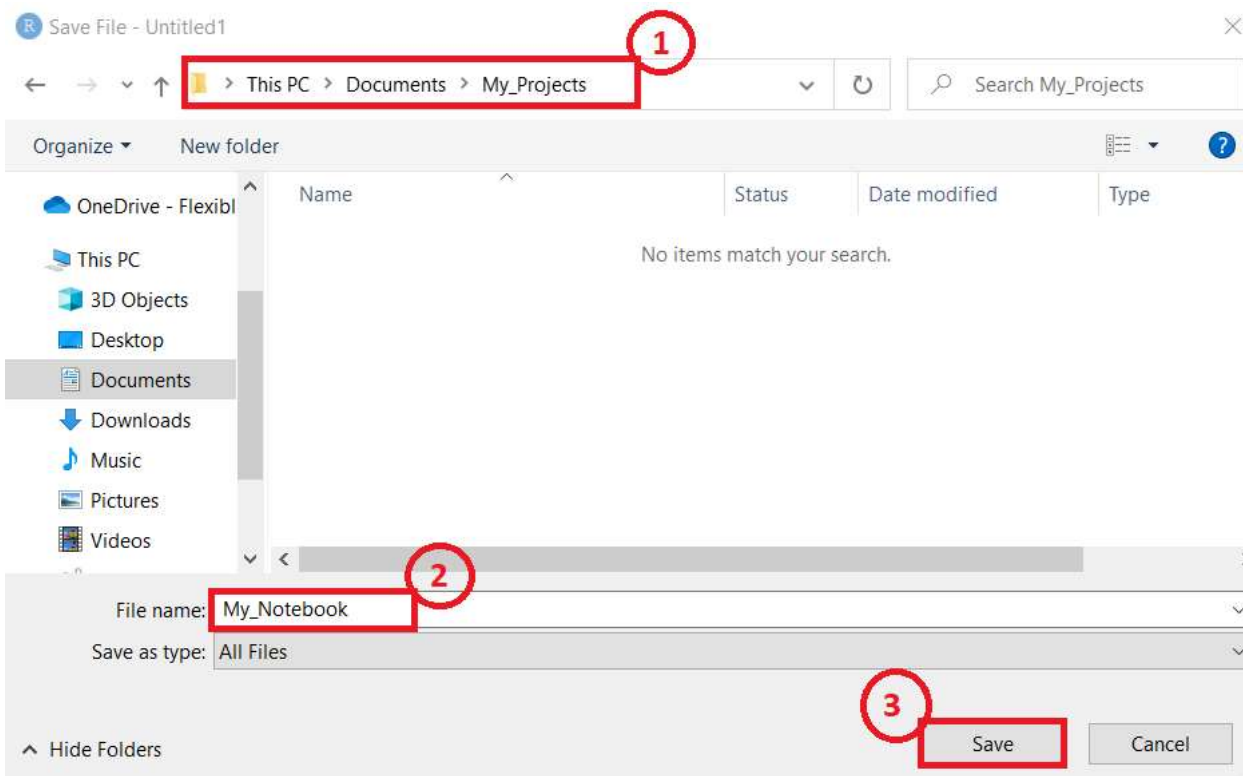 R Save File - Untitled1
1
This PC > Documents > My_Projects
Search My_Projects
Organize New folder
?
Name Status Date modified Type
No items match your search.
OneDrive - Flexibl
This PC
3D Objects
Desktop
Documents
Downloads
Music
Pictures
Videos
2
File name: My_Notebook
Save as type: All Files
3
Hide Folders Save Cancel